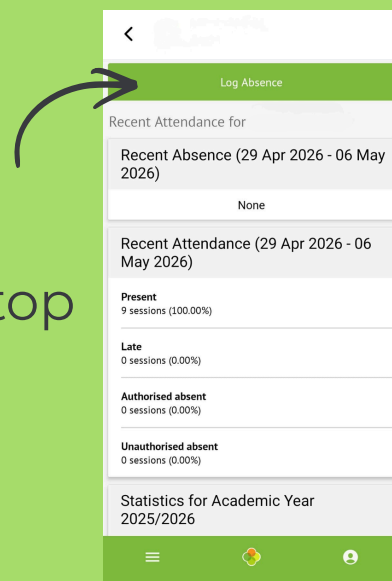 Log Absence
Recent Attendance for
Recent Absence (29 Apr 2026 - 06 May
2026)
None
Recent Attendance (29 Apr 2026 - 06
May 2026)
Present
9 sessions (100.00%)
Late
0 sessions (0.00%)
Authorised absent
0 sessions (0.00%)
Unauthorised absent
0 sessions (0.00%)
Statistics for Academic Year
2025/2026
top